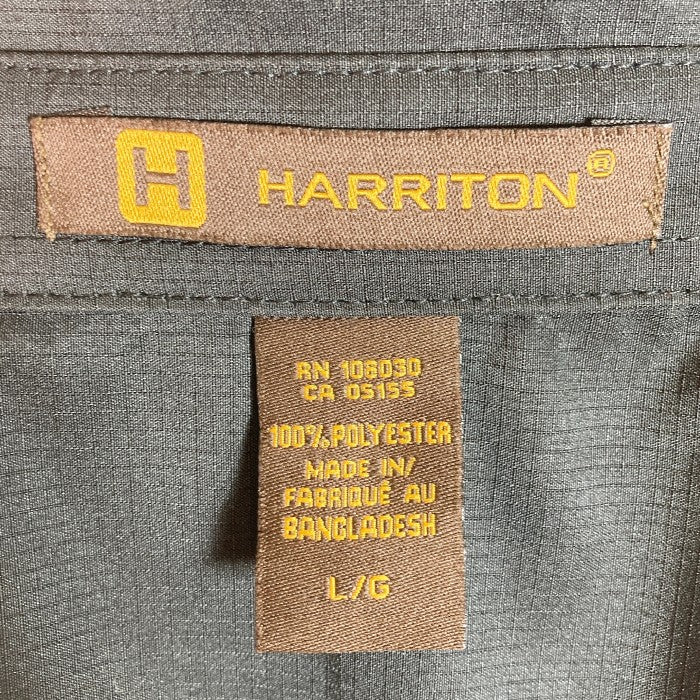 H HARRITON®
RN 108030
CA 05155
100% POLYESTER
MADE IN/
FABRIQUÉ AU
BANGLADESH
L/G